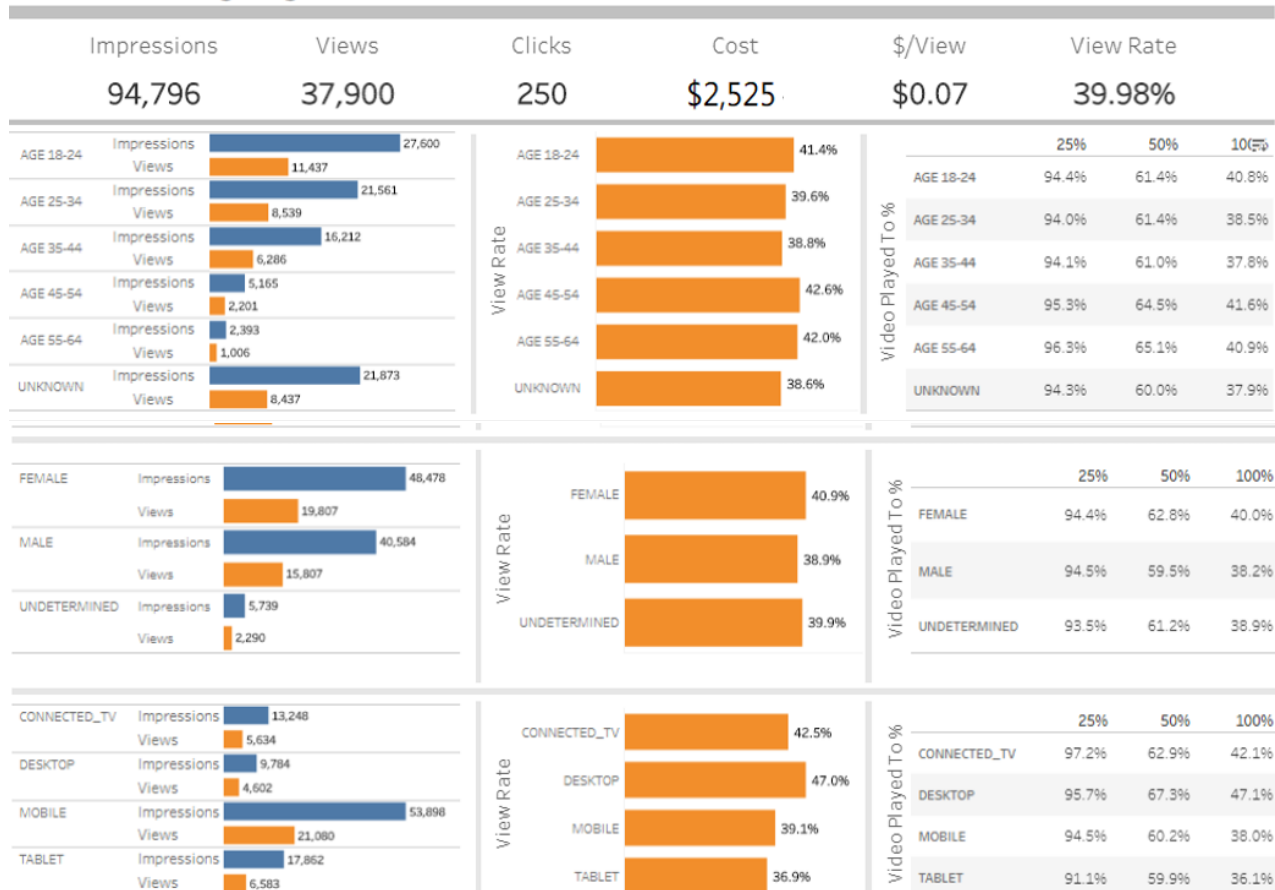 Impressions Views Clicks Cost $/View View Rate
94,796 37,900 250 $2,525 $0.07 39.98%
AGE 18-24 Impressions 27,600
Views 11,437
AGE 25-34 Impressions 21,561
Views 8,539
AGE 35-44 Impressions 16,212
Views 6,286
AGE 45-54 Impressions 5,165
Views 2,201
AGE 55-64 Impressions 2,393
Views 1,006
UNKNOWN Impressions 21,873
Views 8,437
View Rate
AGE 18-24 41.4%
AGE 25-34 39.6%
AGE 35-44 38.8%
AGE 45-54 42.6%
AGE 55-64 42.0%
UNKNOWN 38.6%
Video Played To %
25% 50%
AGE 18-24 94.4% 61.4% 40.8%
AGE 25-34 94.0% 61.4% 38.5%
AGE 35-44 94.1% 61.0% 37.8%
AGE 45-54 95.3% 64.5% 41.6%
AGE 55-64 96.3% 65.1% 40.9%
UNKNOWN 94.3% 60.0% 37.9%
FEMALE Impressions 48,478
Views 19,807
MALE Impressions 40,584
Views 15,807
UNDETERMINED Impressions 5,739
Views 2,290
View Rate
FEMALE 40.9%
MALE 38.9%
UNDETERMINED 39.9%
Video Played To %
25% 50% 100%
FEMALE 94.4% 62.8% 40.0%
MALE 94.5% 59.5% 38.2%
UNDETERMINED 93.5% 61.2% 38.9%
CONNECTED_TV Impressions 13,248
Views 5,634
DESKTOP Impressions 9,784
Views 4,602
MOBILE Impressions 53,898
Views 21,080
TABLET Impressions 17,862
Views 6,583
View Rate
CONNECTED_TV 42.5%
DESKTOP 47.0%
MOBILE 39.1%
TABLET 36.9%
Video Played To %
25% 50% 100%
CONNECTED_TV 97.2% 62.9% 42.1%
DESKTOP 95.7% 67.3% 47.1%
MOBILE 94.5% 60.2% 38.0%
TABLET 91.1% 59.9% 36.1%